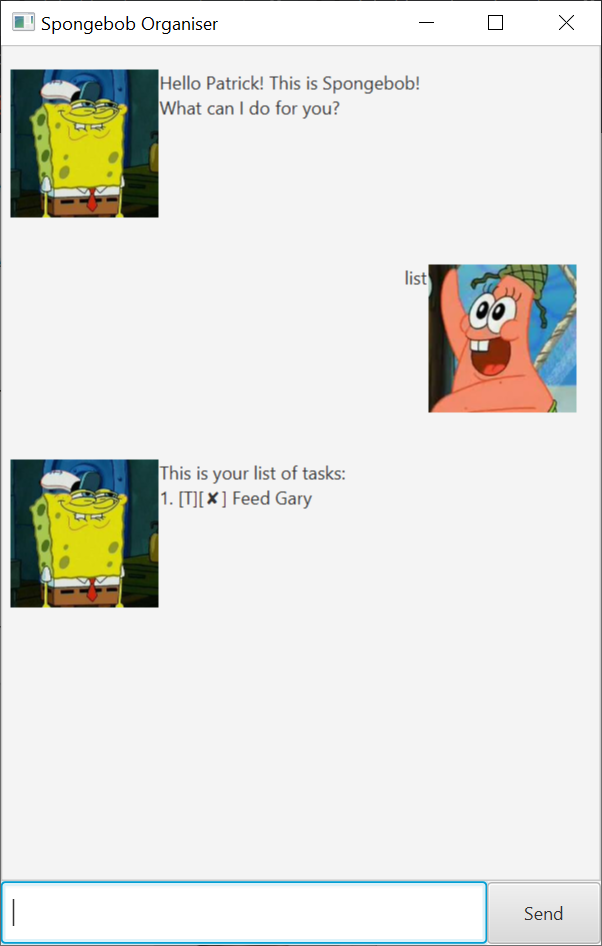 Spongebob Organiser
Hello Patrick! This is Spongebob!
What can I do for you?
list
This is your list of tasks:
1. [T][✘] Feed Gary
Send